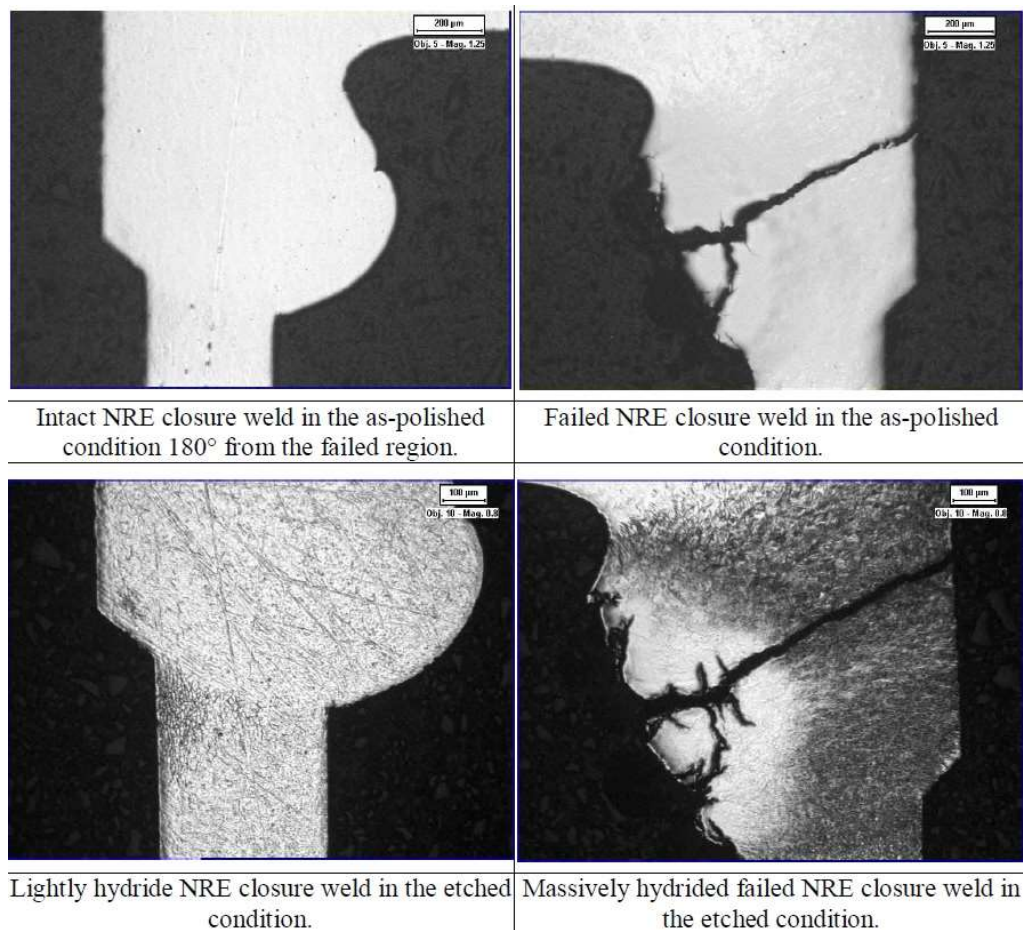 200 µm
Obj. 5 - Mag. 1.25
200 µm
Obj. 5 - Mag. 1.25
Intact NRE closure weld in the as-polished
condition 180° from the failed region.
Failed NRE closure weld in the as-polished
condition.
100 µm
Obj. 10 - Mag. 0.8
100 µm
Obj. 10 - Mag. 0.8
Lightly hydride NRE closure weld in the etched
condition.
Massively hydrided failed NRE closure weld in
the etched condition.